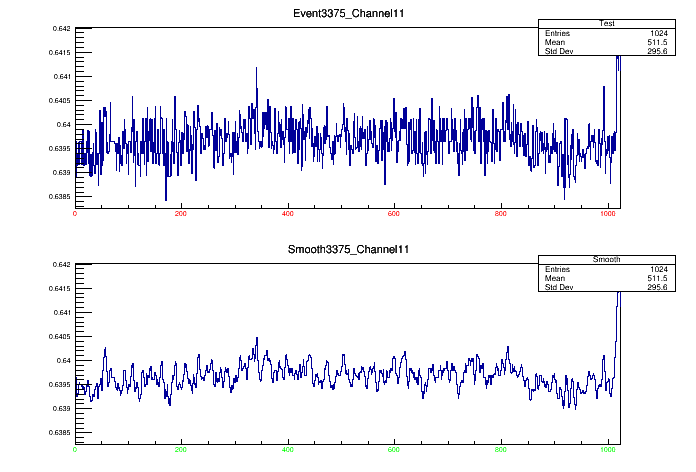 Event3375_Channel11
Test
Entries 1024
Mean 511.5
Std Dev 295.6
0.642
0.6415
0.641
0.6405
0.64
0.6395
0.639
0.6385
0 200 400 600 800 1000
Smooth3375_Channel11
Smooth
Entries 1024
Mean 511.5
Std Dev 295.6
0.642
0.6415
0.641
0.6405
0.64
0.6395
0.639
0.6385
0 200 400 600 800 1000